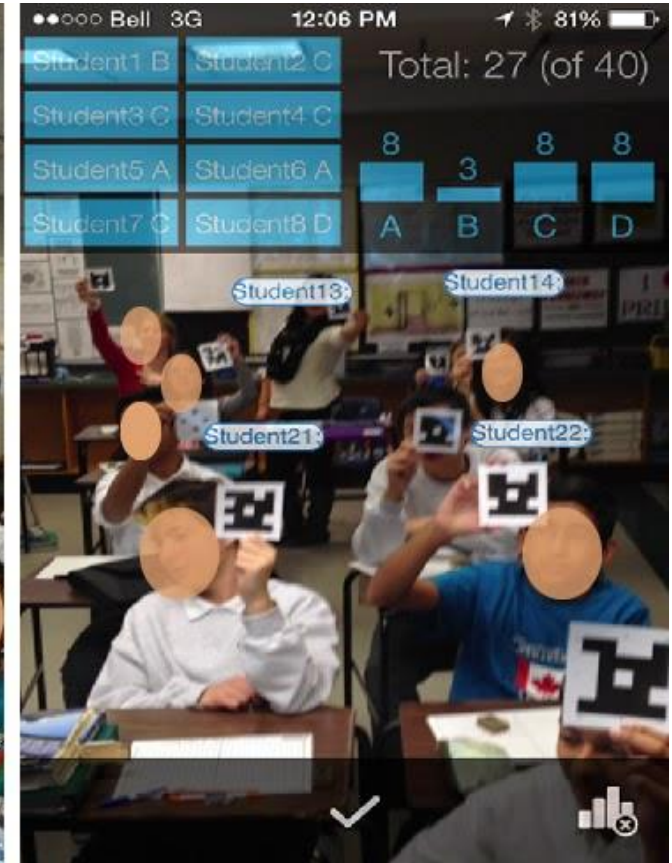 Bell 3G 12:06 PM 81%
Student1 B Student2 C
Total: 27 (of 40)
Student3 C Student4 C
Student5 A Student6 A
Student7 C Student8 D
8 3 8 8
A B C D
Student13:
Student14:
Student21:
Student22: